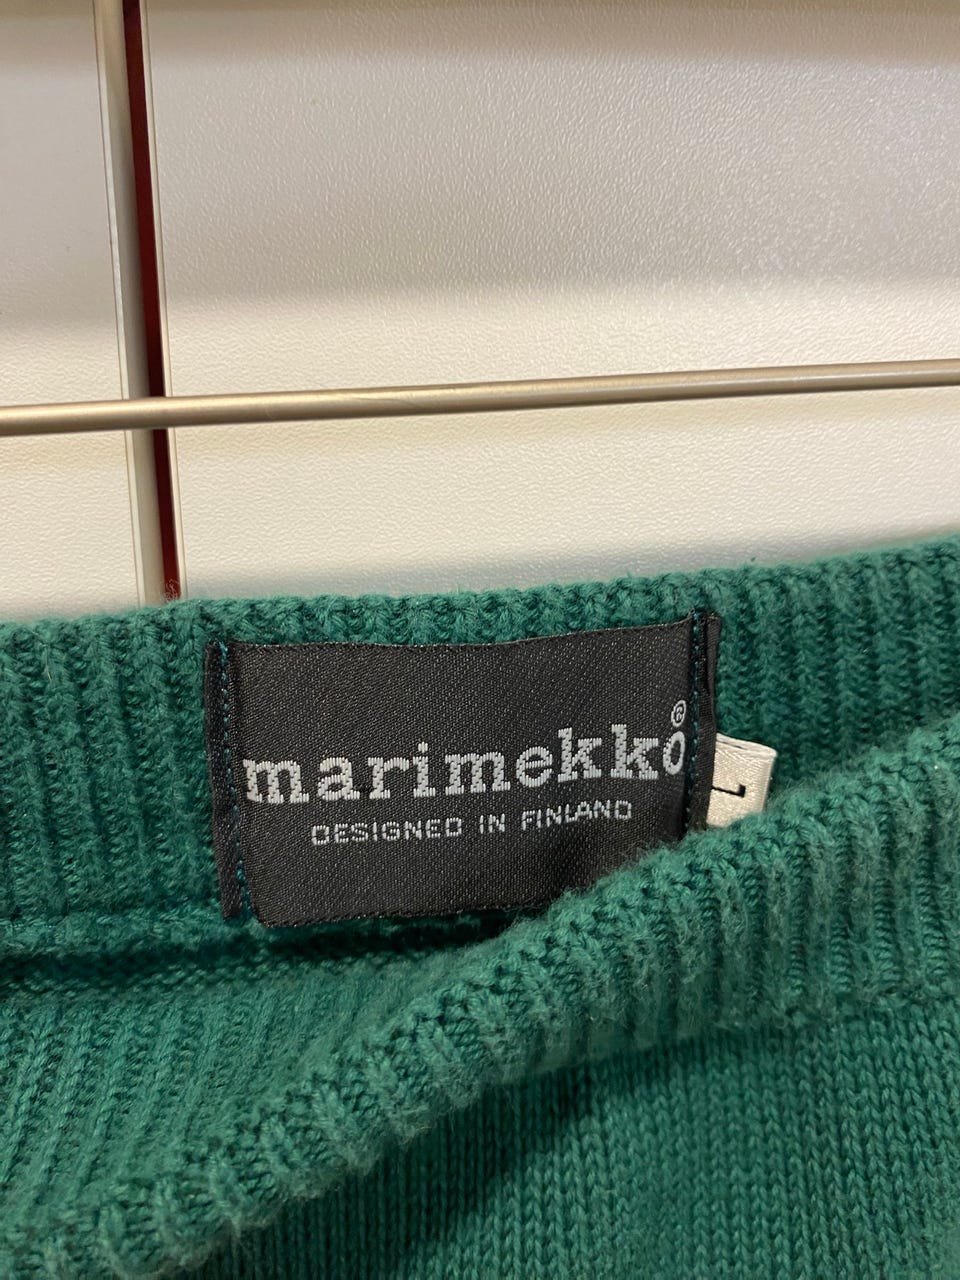 marimekko®
DESIGNED IN FINLAND
L